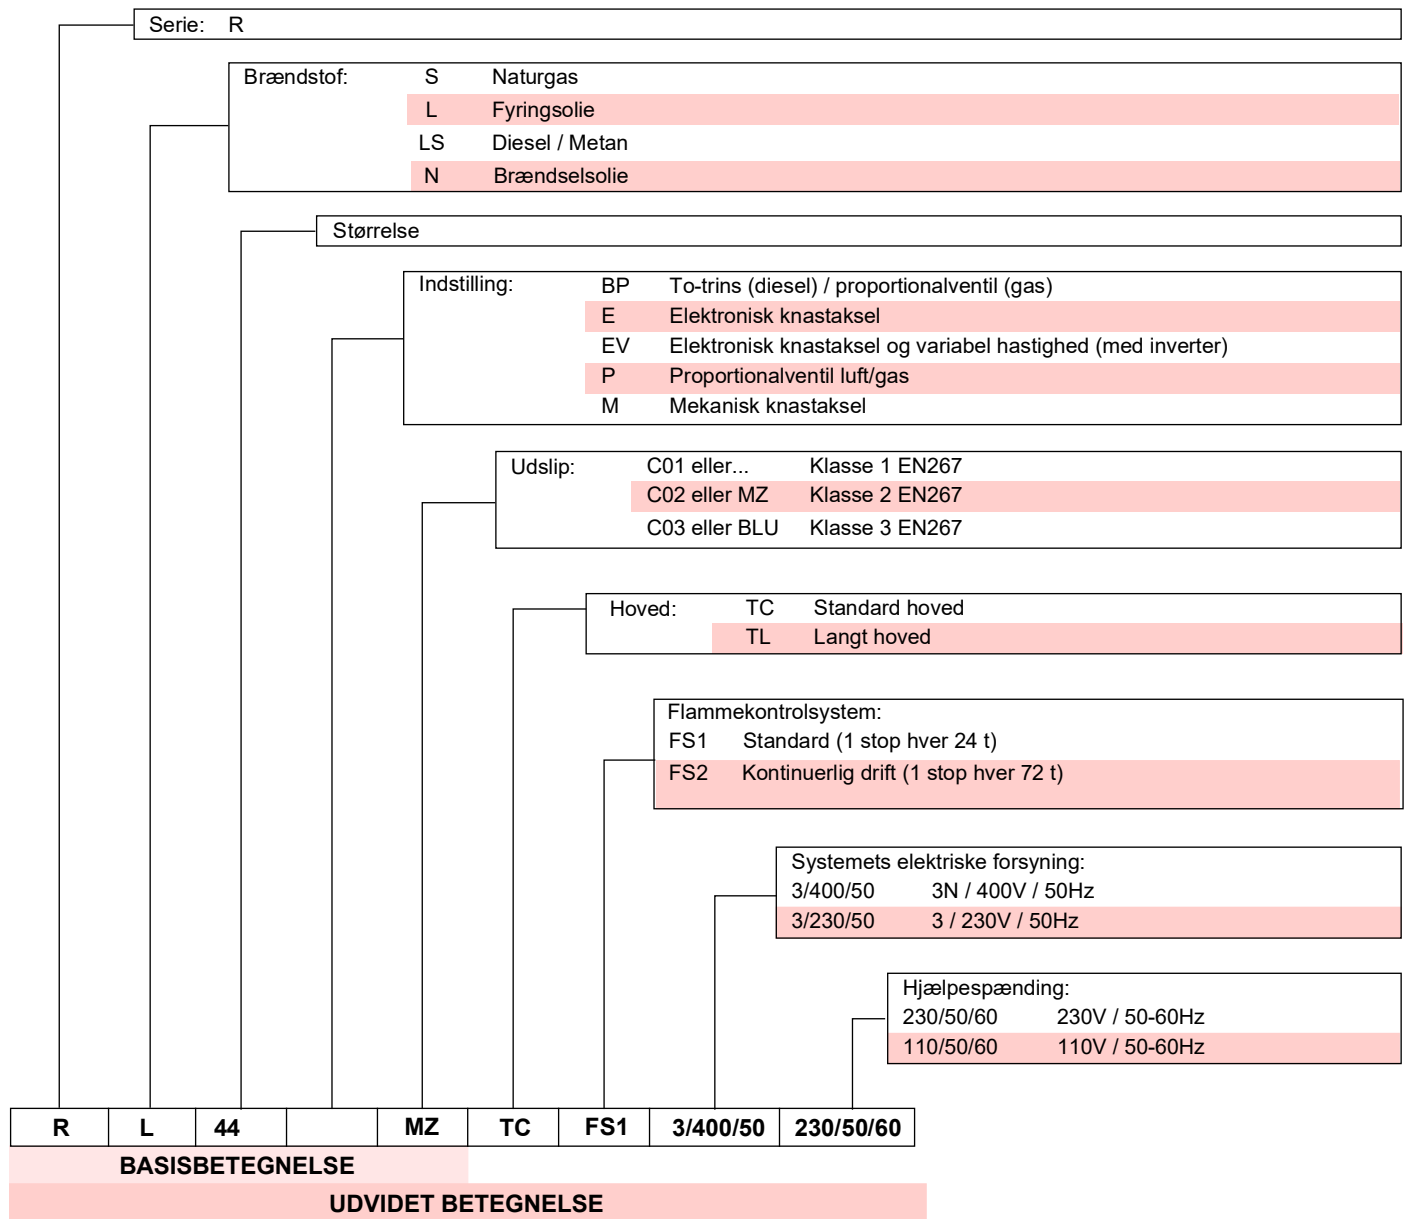 Serie: R
Brændstof: S Naturgas
L Fyringsolie
LS Diesel / Metan
N Brændselsolie
Størrelse
Indstilling: BP To-trins (diesel) / proportionalventil (gas)
E Elektronisk knastaksel
EV Elektronisk knastaksel og variabel hastighed (med inverter)
P Proportionalventil luft/gas
M Mekanisk knastaksel
Udslip: C01 eller... Klasse 1 EN267
C02 eller MZ Klasse 2 EN267
C03 eller BLU Klasse 3 EN267
Hoved: TC Standard hoved
TL Langt hoved
Flammekontrolsystem:
FS1 Standard (1 stop hver 24 t)
FS2 Kontinuerlig drift (1 stop hver 72 t)
Systemets elektriske forsyning:
3/400/50 3N / 400V / 50Hz
3/230/50 3 / 230V / 50Hz
Hjælpespænding:
230/50/60 230V / 50-60Hz
110/50/60 110V / 50-60Hz
R L 44 MZ TC FS1 3/400/50 230/50/60
BASISBETEGNELSE
UDVIDET BETEGNELSE